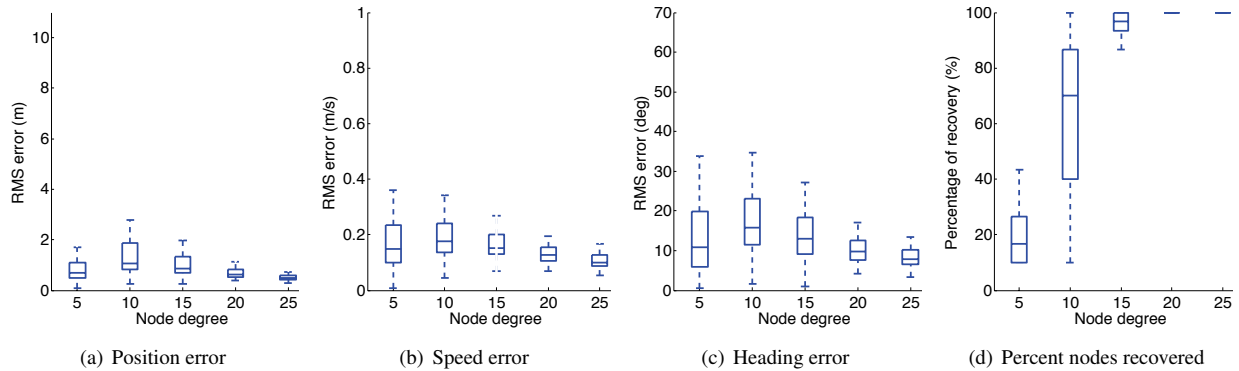 RMS error (m)
10
8
6
4
2
0
5 10 15 20 25
Node degree
(a) Position error
RMS error (m/s)
1
0.8
0.6
0.4
0.2
0
5 10 15 20 25
Node degree
(b) Speed error
RMS error (deg)
70
60
50
40
30
20
10
0
5 10 15 20 25
Node degree
(c) Heading error
Percentage of recovery (%)
100
80
60
40
20
0
5 10 15 20 25
Node degree
(d) Percent nodes recovered